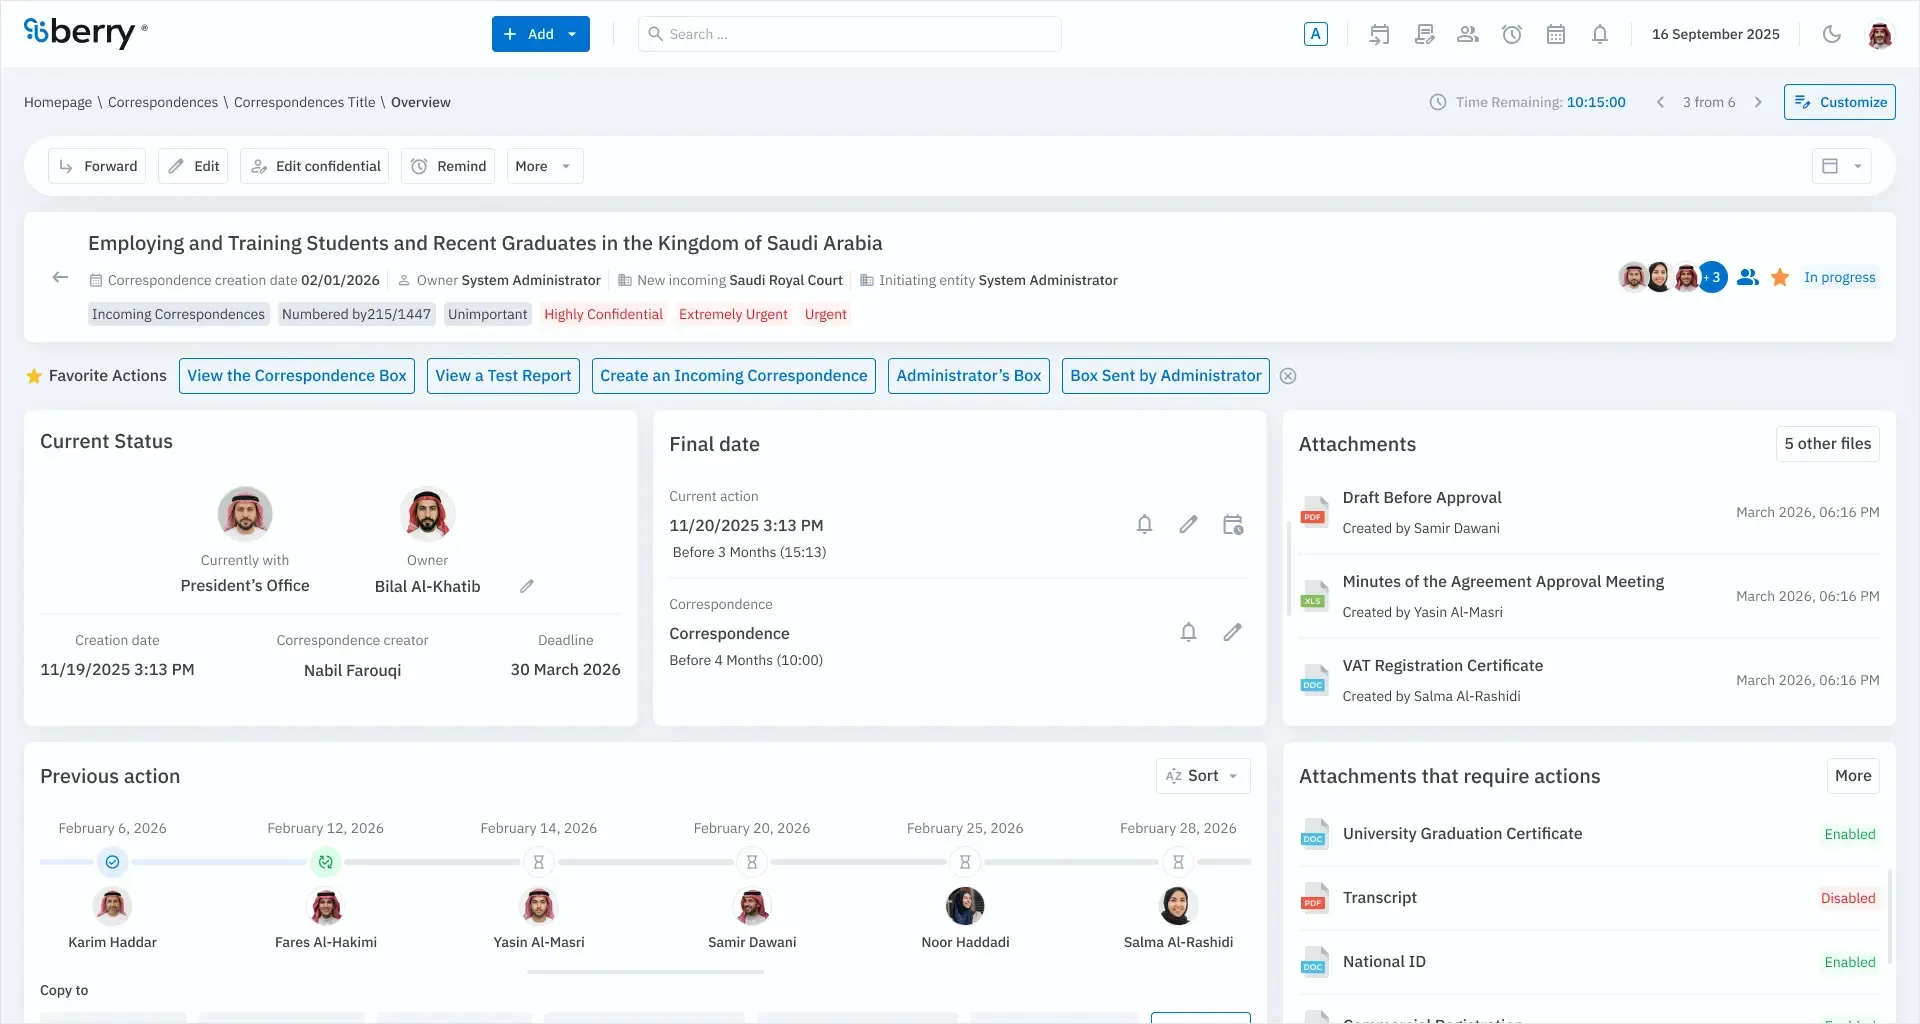 berry ®
Add
Search ...
A
16 September 2025
Homepage \ Correspondences \ Correspondences Title \ Overview
Time Remaining: 10:15:00
3 from 6
Customize
Forward
Edit
Edit confidential
Remind
More
Employing and Training Students and Recent Graduates in the Kingdom of Saudi Arabia
Correspondence creation date 02/01/2026
Owner System Administrator
New incoming Saudi Royal Court
Initiating entity System Administrator
+3
In progress
Incoming Correspondences
Numbered by215/1447
Unimportant
Highly Confidential
Extremely Urgent
Urgent
Favorite Actions
View the Correspondence Box
View a Test Report
Create an Incoming Correspondence
Administrator’s Box
Box Sent by Administrator
Current Status
Currently with
President’s Office
Owner
Bilal Al-Khatib
Creation date
11/19/2025 3:13 PM
Correspondence creator
Nabil Farouqi
Deadline
30 March 2026
Final date
Current action
11/20/2025 3:13 PM
Before 3 Months (15:13)
Correspondence
Correspondence
Before 4 Months (10:00)
Attachments
5 other files
PDF
Draft Before Approval
Created by Samir Dawani
March 2026, 06:16 PM
XLS
Minutes of the Agreement Approval Meeting
Created by Yasin Al-Masri
March 2026, 06:16 PM
DOC
VAT Registration Certificate
Created by Salma Al-Rashidi
March 2026, 06:16 PM
Previous action
AZ Sort
February 6, 2026
Karim Haddar
February 12, 2026
Fares Al-Hakimi
February 14, 2026
Yasin Al-Masri
February 20, 2026
Samir Dawani
February 25, 2026
Noor Haddadi
February 28, 2026
Salma Al-Rashidi
Copy to
Attachments that require actions
More
DOC
University Graduation Certificate
Enabled
PDF
Transcript
Disabled
DOC
National ID
Enabled